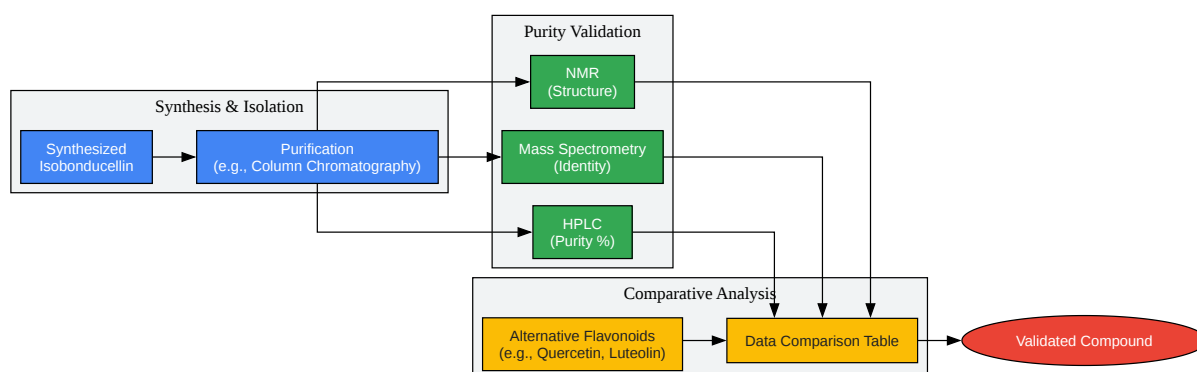 Purity Validation
NMR
(Structure)
Synthesis & Isolation
Synthesized
Isobonducellin
Purification
(e.g., Column Chromatography)
Mass Spectrometry
(Identity)
HPLC
(Purity %)
Comparative Analysis
Alternative Flavonoids
(e.g., Quercetin, Luteolin)
Data Comparison Table
Validated Compound